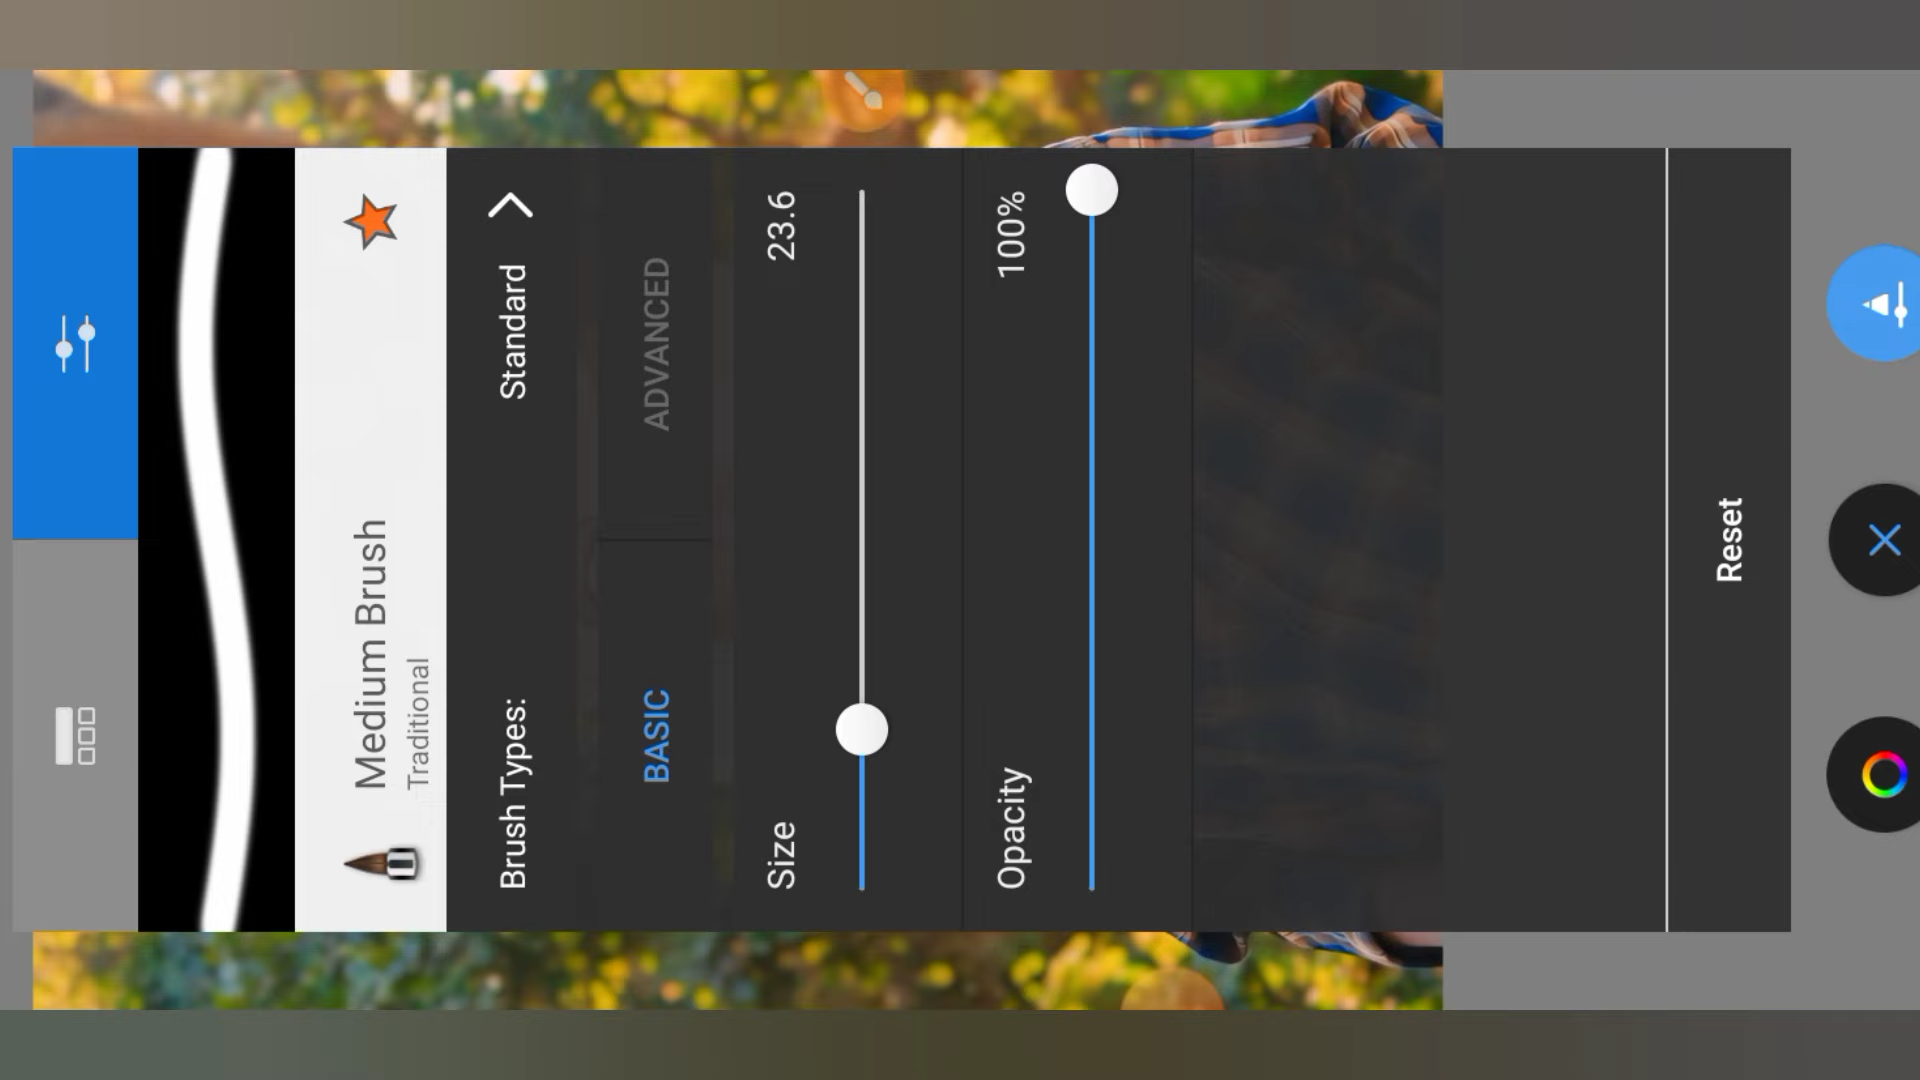 Medium Brush
Traditional
Brush Types: Standard
BASIC ADVANCED
Size 23.6
Opacity 100%
Reset